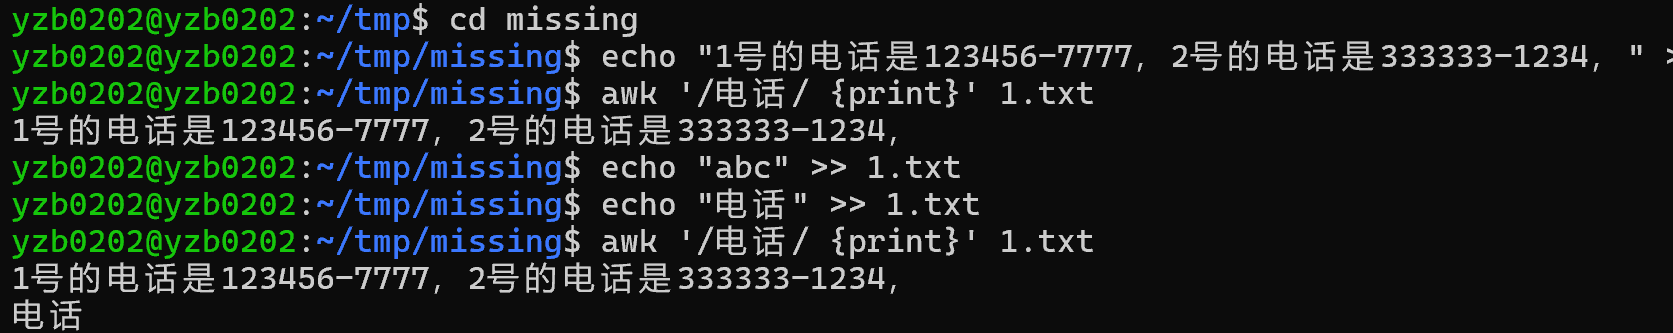 yzb0202@yzb0202:~/tmp$ cd missing
yzb0202@yzb0202:~/tmp/missing$ echo "1号的电话是123456-7777，2号的电话是333333-1234，" >
yzb0202@yzb0202:~/tmp/missing$ awk '/电话/ {print}' 1.txt
1号的电话是123456-7777，2号的电话是333333-1234，
yzb0202@yzb0202:~/tmp/missing$ echo "abc" >> 1.txt
yzb0202@yzb0202:~/tmp/missing$ echo "电话" >> 1.txt
yzb0202@yzb0202:~/tmp/missing$ awk '/电话/ {print}' 1.txt
1号的电话是123456-7777，2号的电话是333333-1234，
电话